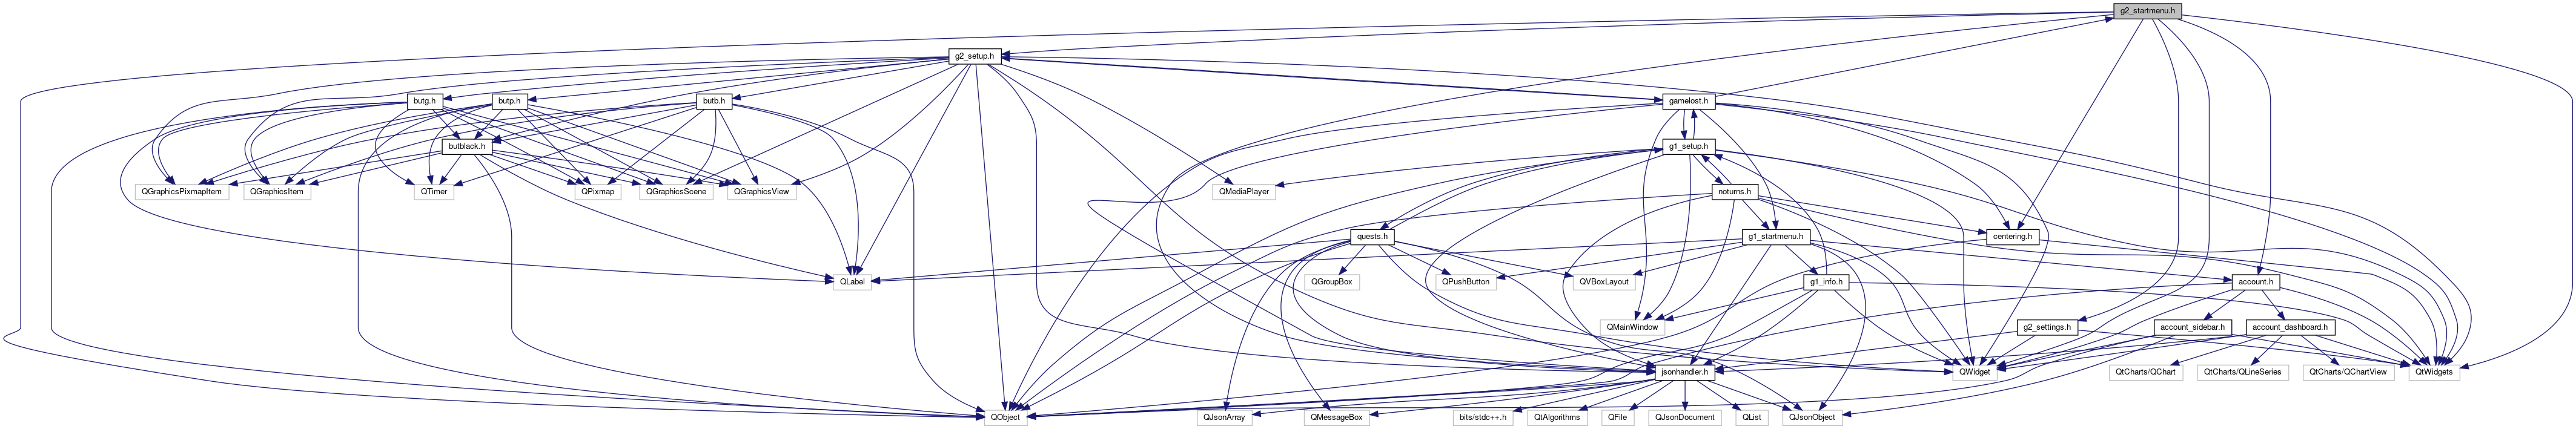 g2_startmenu.h
g2_setup.h
butg.h
butp.h
butb.h
gamelost.h
butblack.h
g1_setup.h
QGraphicsPixmapItem
QGraphicsItem
QTimer
QPixmap
QGraphicsScene
QGraphicsView
QMediaPlayer
noturns.h
quests.h
g1_startmenu.h
centering.h
QLabel
QGroupBox
QPushButton
QVBoxLayout
g1_info.h
account.h
QMainWindow
g2_settings.h
account_sidebar.h
account_dashboard.h
jsonhandler.h
QWidget
QtCharts/QChart
QtCharts/QLineSeries
QtCharts/QChartView
QtWidgets
QObject
QJsonArray
QMessageBox
bits/stdc++.h
QtAlgorithms
QFile
QJsonDocument
QList
QJsonObject